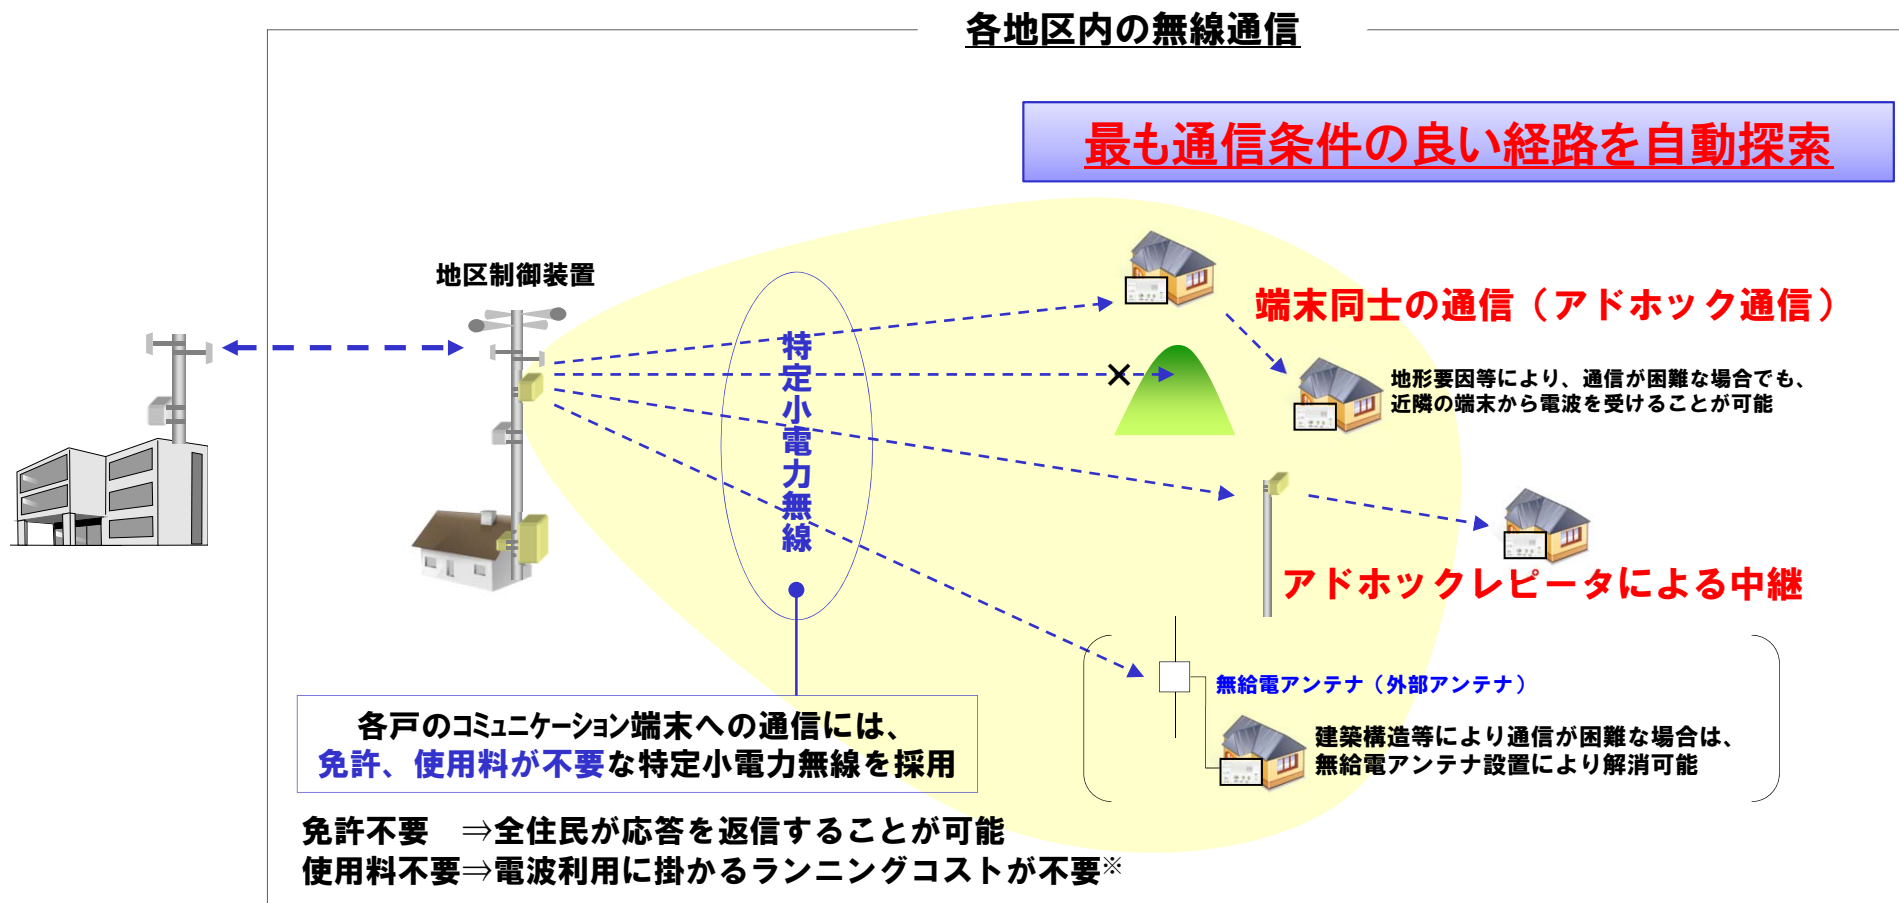 各地区内の無線通信
最も通信条件の良い経路を自動探索
地区制御装置
特定小電力無線
端末同士の通信（アドホック通信）
地形要因等により、通信が困難な場合でも、
近隣の端末から電波を受けることが可能
アドホックレピータによる中継
無給電アンテナ（外部アンテナ）
建築構造等により通信が困難な場合は、
無給電アンテナ設置により解消可能
各戸のコミュニケーション端末への通信には、
免許、使用料が不要な特定小電力無線を採用
免許不要　⇒全住民が応答を返信することが可能
使用料不要⇒電波利用に掛かるランニングコストが不要※